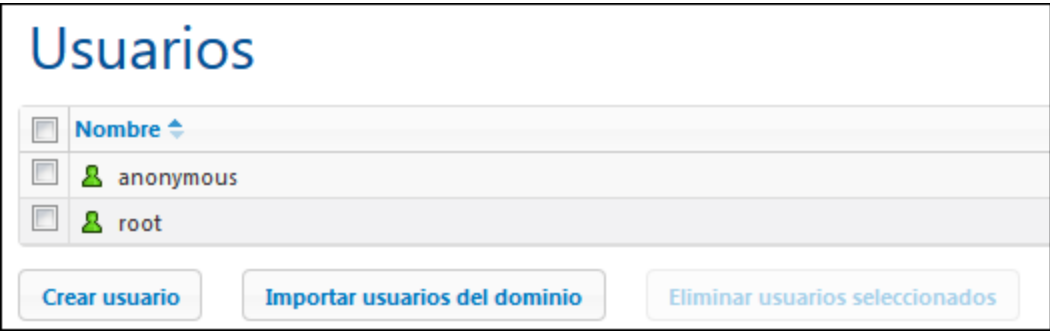 Usuarios
Nombre
anonymous
root
Crear usuario Importar usuarios del dominio Eliminar usuarios seleccionados